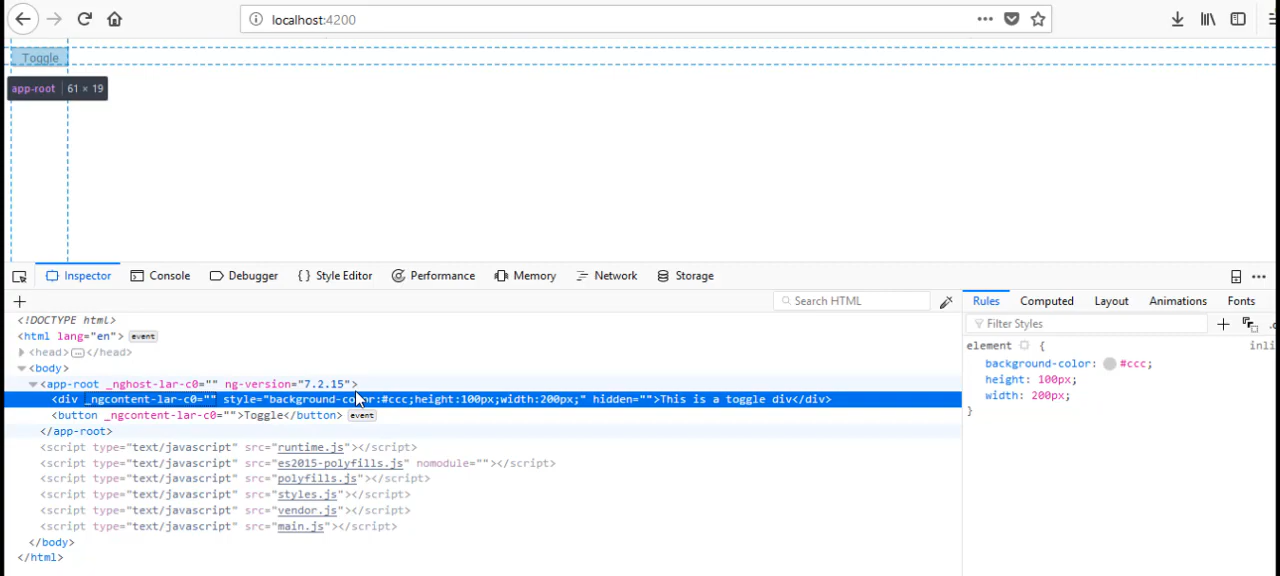 localhost:4200
Toggle
app-root 61 × 19
Inspector Console Debugger Style Editor Performance Memory Network Storage
Search HTML
Rules Computed Layout Animations Fonts
Filter Styles
<!DOCTYPE html>
<html lang="en"> event
<head> </head>
<body>
<app-root _nghost-lar-c0="" ng-version="7.2.15">
<div _ngcontent-lar-c0="" style="background-color:#ccc;height:100px;width:200px;" hidden="">This is a toggle div</div>
<button _ngcontent-lar-c0="">Toggle</button> event
</app-root>
<script type="text/javascript" src="runtime.js"></script>
<script type="text/javascript" src="es2015-polyfills.js" nomodule=""></script>
<script type="text/javascript" src="polyfills.js"></script>
<script type="text/javascript" src="styles.js"></script>
<script type="text/javascript" src="vendor.js"></script>
<script type="text/javascript" src="main.js"></script>
</body>
</html>
element { inli
background-color: #ccc;
height: 100px;
width: 200px;
}